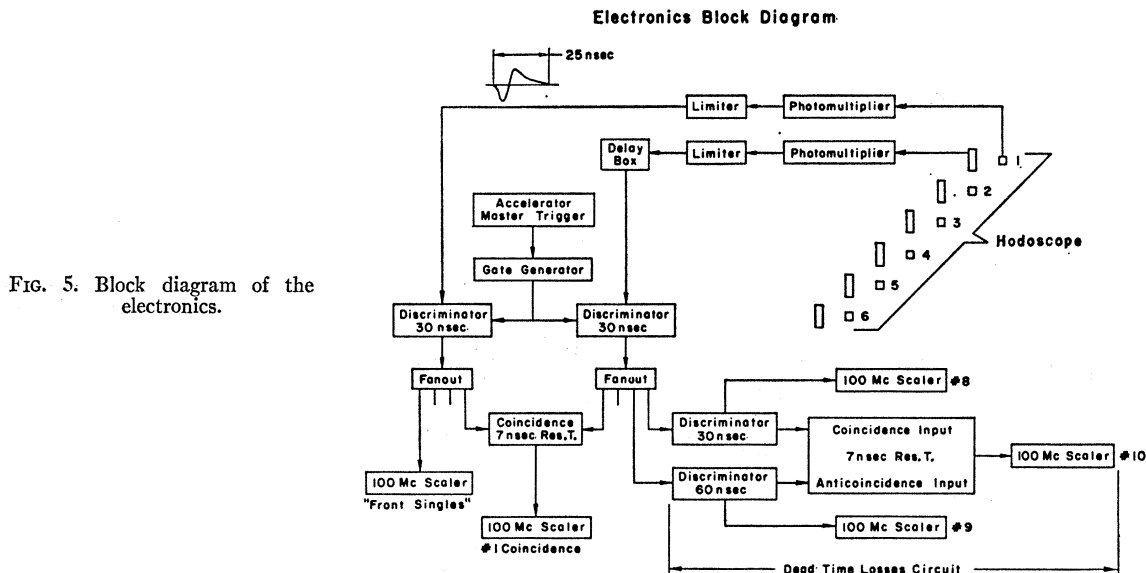 Electronics Block Diagram
25 nsec
Limiter
Photomultiplier
Delay
Box
Limiter
Photomultiplier
1
2
3
4
5
6
Hodoscope
Accelerator
Master Trigger
Gate Generator
FIG. 5. Block diagram of the
electronics.
Discriminator
30 nsec
Discriminator
30 nsec
Fanout
Fanout
100 Mc Scaler #8
Coincidence
7 nsec Res.T.
Discriminator
30 nsec
Coincidence Input
7 nsec Res.T.
Anticoincidence Input
100 Mc Scaler #10
Discriminator
60 nsec
100 Mc Scaler
"Front Singles"
100 Mc Scaler
#1 Coincidence
100 Mc Scaler #9
Dead Time Losses Circuit